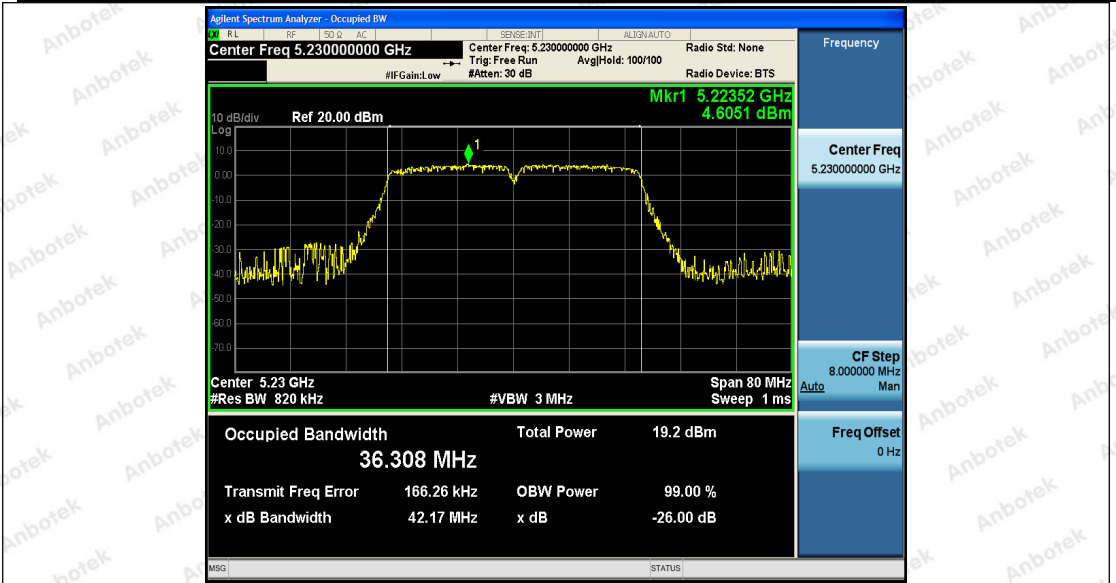 Agilent Spectrum Analyzer - Occupied BW
RL RF 50 Ω AC SENSE:INT ALIGN AUTO
Center Freq 5.230000000 GHz
Center Freq: 5.230000000 GHz Radio Std: None
Trig: Free Run Avg|Hold: 100/100
#IFGain:Low #Atten: 30 dB Radio Device: BTS
Mkr1 5.22352 GHz
4.6051 dBm
10 dB/div Ref 20.00 dBm
Log
10.0
1
0.00
-10.0
-20.0
-30.0
-40.0
-50.0
-60.0
-70.0
Center 5.23 GHz Span 80 MHz
#Res BW 820 kHz #VBW 3 MHz Sweep 1 ms
Occupied Bandwidth Total Power 19.2 dBm
36.308 MHz
Transmit Freq Error 166.26 kHz OBW Power 99.00 %
x dB Bandwidth 42.17 MHz x dB -26.00 dB
MSG STATUS
Frequency
Center Freq
5.230000000 GHz
CF Step
8.000000 MHz
Auto Man
Freq Offset
0 Hz
Anbotek